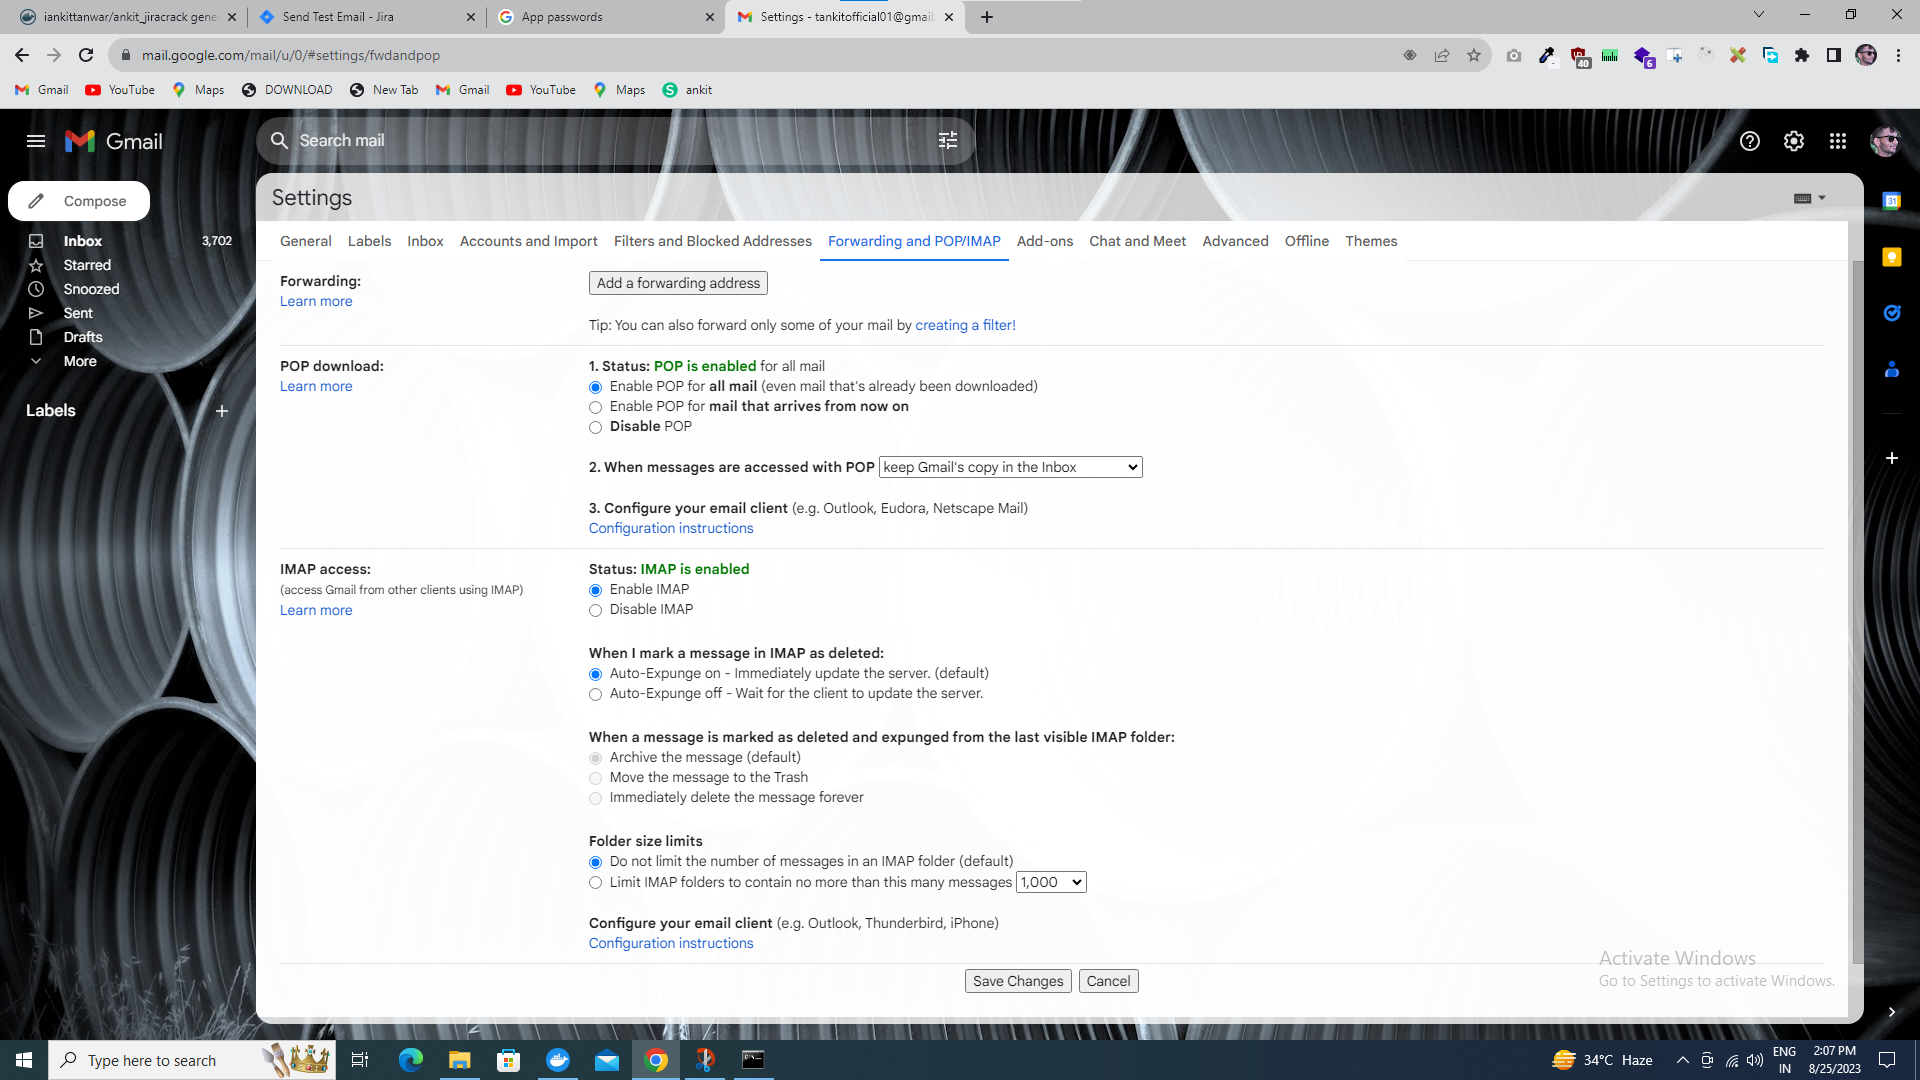 iankittanwar/ankit_jiracrack gene
Send Test Email - Jira
App passwords
Settings - tankitofficial01@gmail.
mail.google.com/mail/u/0/#settings/fwdandpop
40
6
Gmail
YouTube
Maps
DOWNLOAD
New Tab
Gmail
YouTube
Maps
S
ankit
Gmail
Search mail
Compose
Inbox 3,702
Starred
Snoozed
Sent
Drafts
More
Labels
Settings
General
Labels
Inbox
Accounts and Import
Filters and Blocked Addresses
Forwarding and POP/IMAP
Add-ons
Chat and Meet
Advanced
Offline
Themes
Forwarding:
Learn more
Add a forwarding address
Tip: You can also forward only some of your mail by creating a filter!
POP download:
Learn more
1. Status: POP is enabled for all mail
Enable POP for all mail (even mail that's already been downloaded)
Enable POP for mail that arrives from now on
Disable POP
2. When messages are accessed with POP keep Gmail's copy in the Inbox
3. Configure your email client (e.g. Outlook, Eudora, Netscape Mail)
Configuration instructions
IMAP access:
(access Gmail from other clients using IMAP)
Learn more
Status: IMAP is enabled
Enable IMAP
Disable IMAP
When I mark a message in IMAP as deleted:
Auto-Expunge on - Immediately update the server. (default)
Auto-Expunge off - Wait for the client to update the server.
When a message is marked as deleted and expunged from the last visible IMAP folder:
Archive the message (default)
Move the message to the Trash
Immediately delete the message forever
Folder size limits
Do not limit the number of messages in an IMAP folder (default)
Limit IMAP folders to contain no more than this many messages 1,000
Configure your email client (e.g. Outlook, Thunderbird, iPhone)
Configuration instructions
Save Changes
Cancel
31
Activate Windows
Go to Settings to activate Windows.
Type here to search
34°C Haze
ENG
IN
2:07 PM
8/25/2023